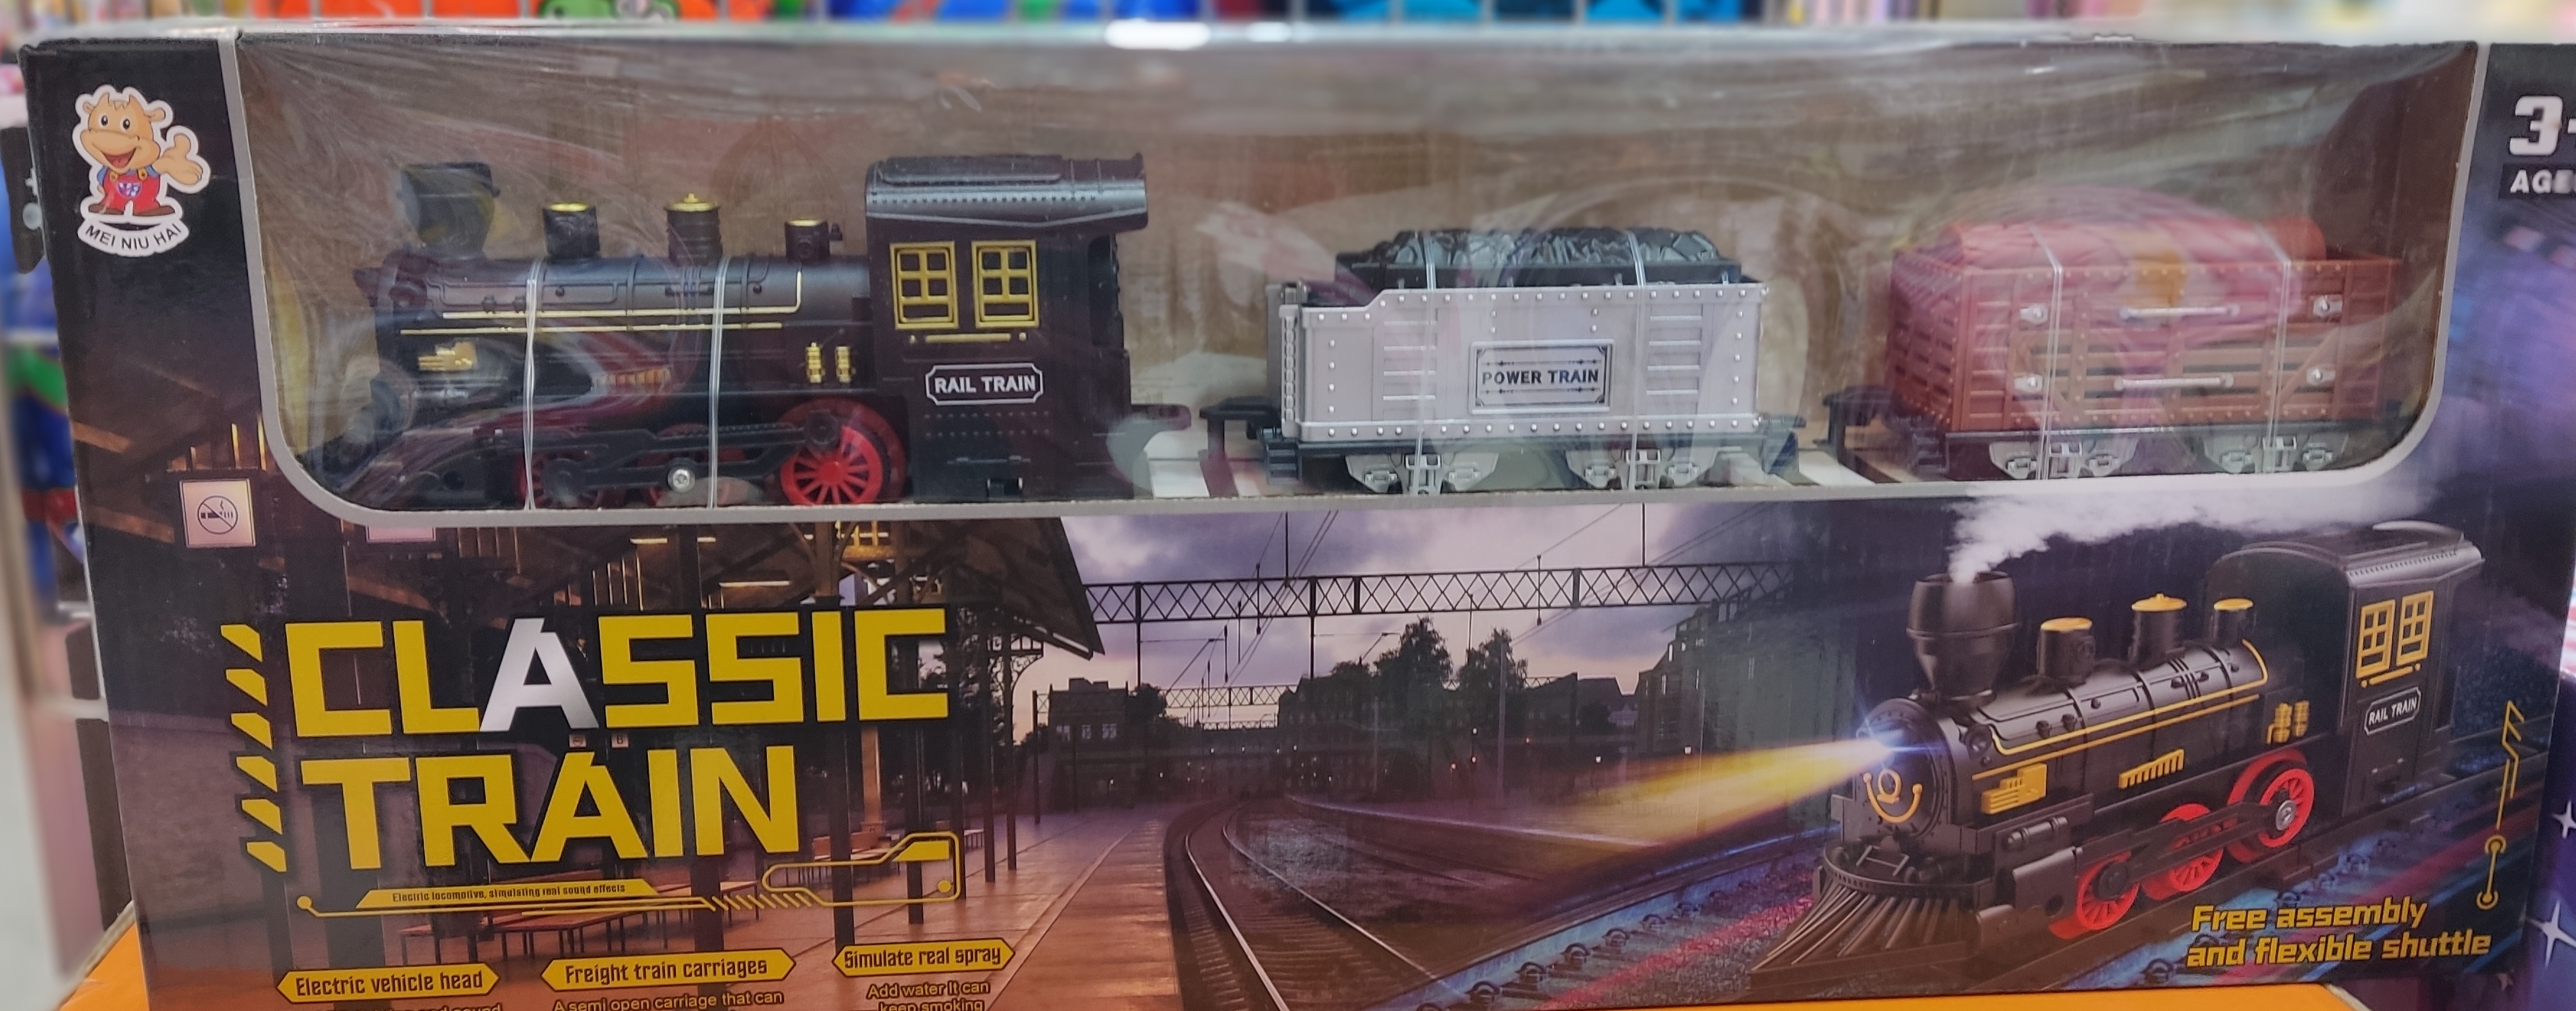 MEI NIU HAI
3+
RAIL TRAIN
POWER TRAIN
CLASSIC
TRAIN
Electric locomotive, simulating real sound effects
Electric vehicle head
Freight train carriages
A semi open carriage that can
Simulate real spray
Add water It can
keep smoking
RAIL TRAIN
Free assembly
and flexible shuttle